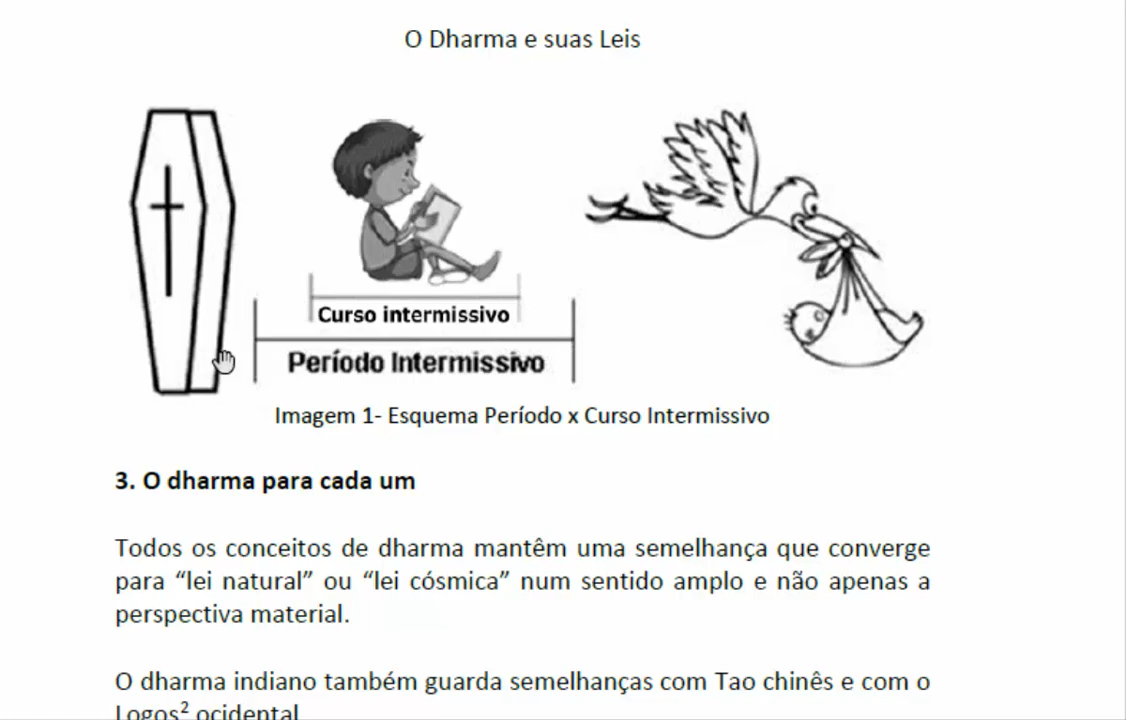 O Dharma e suas Leis
Curso intermissivo
Período Intermissivo
Imagem 1- Esquema Período x Curso Intermissivo
3. O dharma para cada um
Todos os conceitos de dharma mantêm uma semelhança que converge
para “lei natural” ou “lei cósmica” num sentido amplo e não apenas a
perspectiva material.
O dharma indiano também guarda semelhanças com Tao chinês e com o
Logos² ocidental